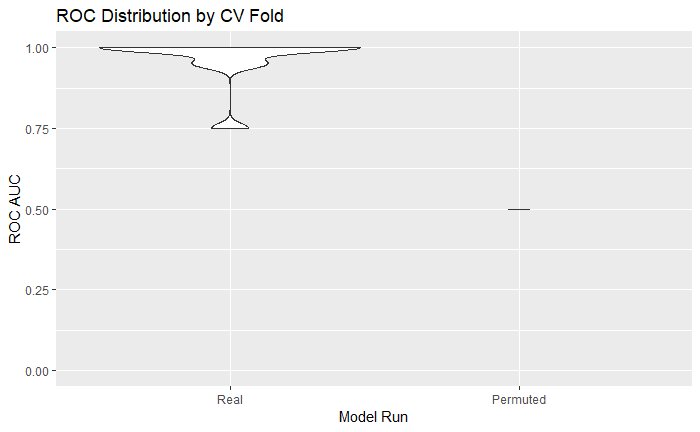 ROC Distribution by CV Fold
ROC AUC
1.00
0.75
0.50
0.25
0.00
Real
Permuted
Model Run